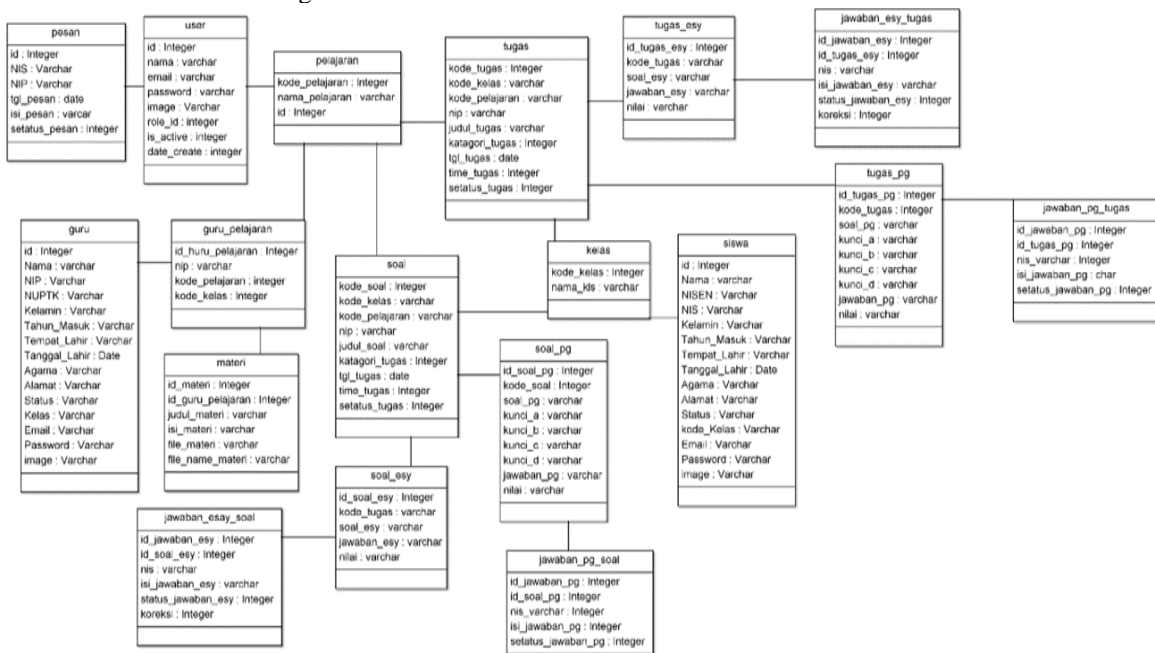 pesan
id : Integer
NIS : Varchar
NIP : Varchar
tgl_pesan : date
isi_pesan : varcar
setatus_pesan : Integer
user
id : Integer
nama : varchar
email : varchar
password : varchar
image : Varchar
role_id : integer
is_active : integer
date_create : integer
pelajaran
kode_pelajaran : Integer
nama_pelajaran : varchar
id : Integer
tugas
kode_tugas : Integer
kode_kelas : varchar
kode_pelajaran : varchar
nip : varchar
judul_tugas : varchar
katagori_tugas : Integer
tgl_tugas : date
time_tugas : Integer
setatus_tugas : Integer
tugas_esy
id_tugas_esy : Integer
kode_tugas : varchar
soal_esy : varchar
jawaban_esy : varchar
nilai : varchar
jawaban_esy_tugas
id_jawaban_esy : Integer
id_tugas_esy : Integer
nis : varchar
isi_jawaban_esy : varchar
status_jawaban_esy : Integer
koreksi : Integer
tugas_pg
id_tugas_pg : Integer
kode_tugas : Integer
soal_pg : varchar
kunci_a : varchar
kunci_b : varchar
kunci_c : varchar
kunci_d : varchar
jawaban_pg : varchar
nilai : varchar
jawaban_pg_tugas
id_jawaban_pg : Integer
id_tugas_pg : Integer
nis_varchar : Integer
isi_jawaban_pg : char
setatus_jawaban_pg : Integer
guru
id : Integer
Nama : varchar
NIP : Varchar
NUPTK : Varchar
Kelamin : Varchar
Tahun_Masuk : Varchar
Tempat_Lahir : Varchar
Tanggal_Lahir : Date
Agama : Varchar
Alamat : Varchar
Status : Varchar
Kelas : Varchar
Email : Varchar
Password : Varchar
image : Varchar
guru_pelajaran
id_huru_pelajaran : Integer
nip : varchar
kode_pelajaran : integer
kode_kelas : Integer
materi
id_materi : Integer
id_guru_pelajaran : Integer
judul_materi : varchar
isi_materi : varchar
file_materi : varchar
file_name_materi : varchar
soal
kode_soal : Integer
kode_kelas : varchar
kode_pelajaran : varchar
nip : varchar
judul_soal : varchar
katagori_tugas : Integer
tgl_tugas : date
time_tugas : Integer
setatus_tugas : Integer
kelas
kode_kelas : Integer
nama_kls : varchar
siswa
id : Integer
Nama : varchar
NISEN : Varchar
NIS : Varchar
Kelamin : Varchar
Tahun_Masuk : Varchar
Tempat_Lahir : Varchar
Tanggal_Lahir : Date
Agama : Varchar
Alamat : Varchar
Status : Varchar
kode_Kelas : Varchar
Email : Varchar
Password : Varchar
image : Varchar
soal_pg
id_soal_pg : Integer
kode_soal : Integer
soal_pg : varchar
kunci_a : varchar
kunci_b : varchar
kunci_c : varchar
kunci_d : varchar
jawaban_pg : varchar
nilai : varchar
soal_esy
id_soal_esy : Integer
kode_tugas : varchar
soal_esy : varchar
jawaban_esy : varchar
nilai : varchar
jawaban_esay_soal
id_jawaban_esy : Integer
id_soal_esy : Integer
nis : varchar
isi_jawaban_esy : varchar
status_jawaban_esy : Integer
koreksi : Integer
jawaban_pg_soal
id_jawaban_pg : Integer
id_soal_pg : Integer
nis_varchar : Integer
isi_jawaban_pg : Integer
setatus_jawaban_pg : Integer